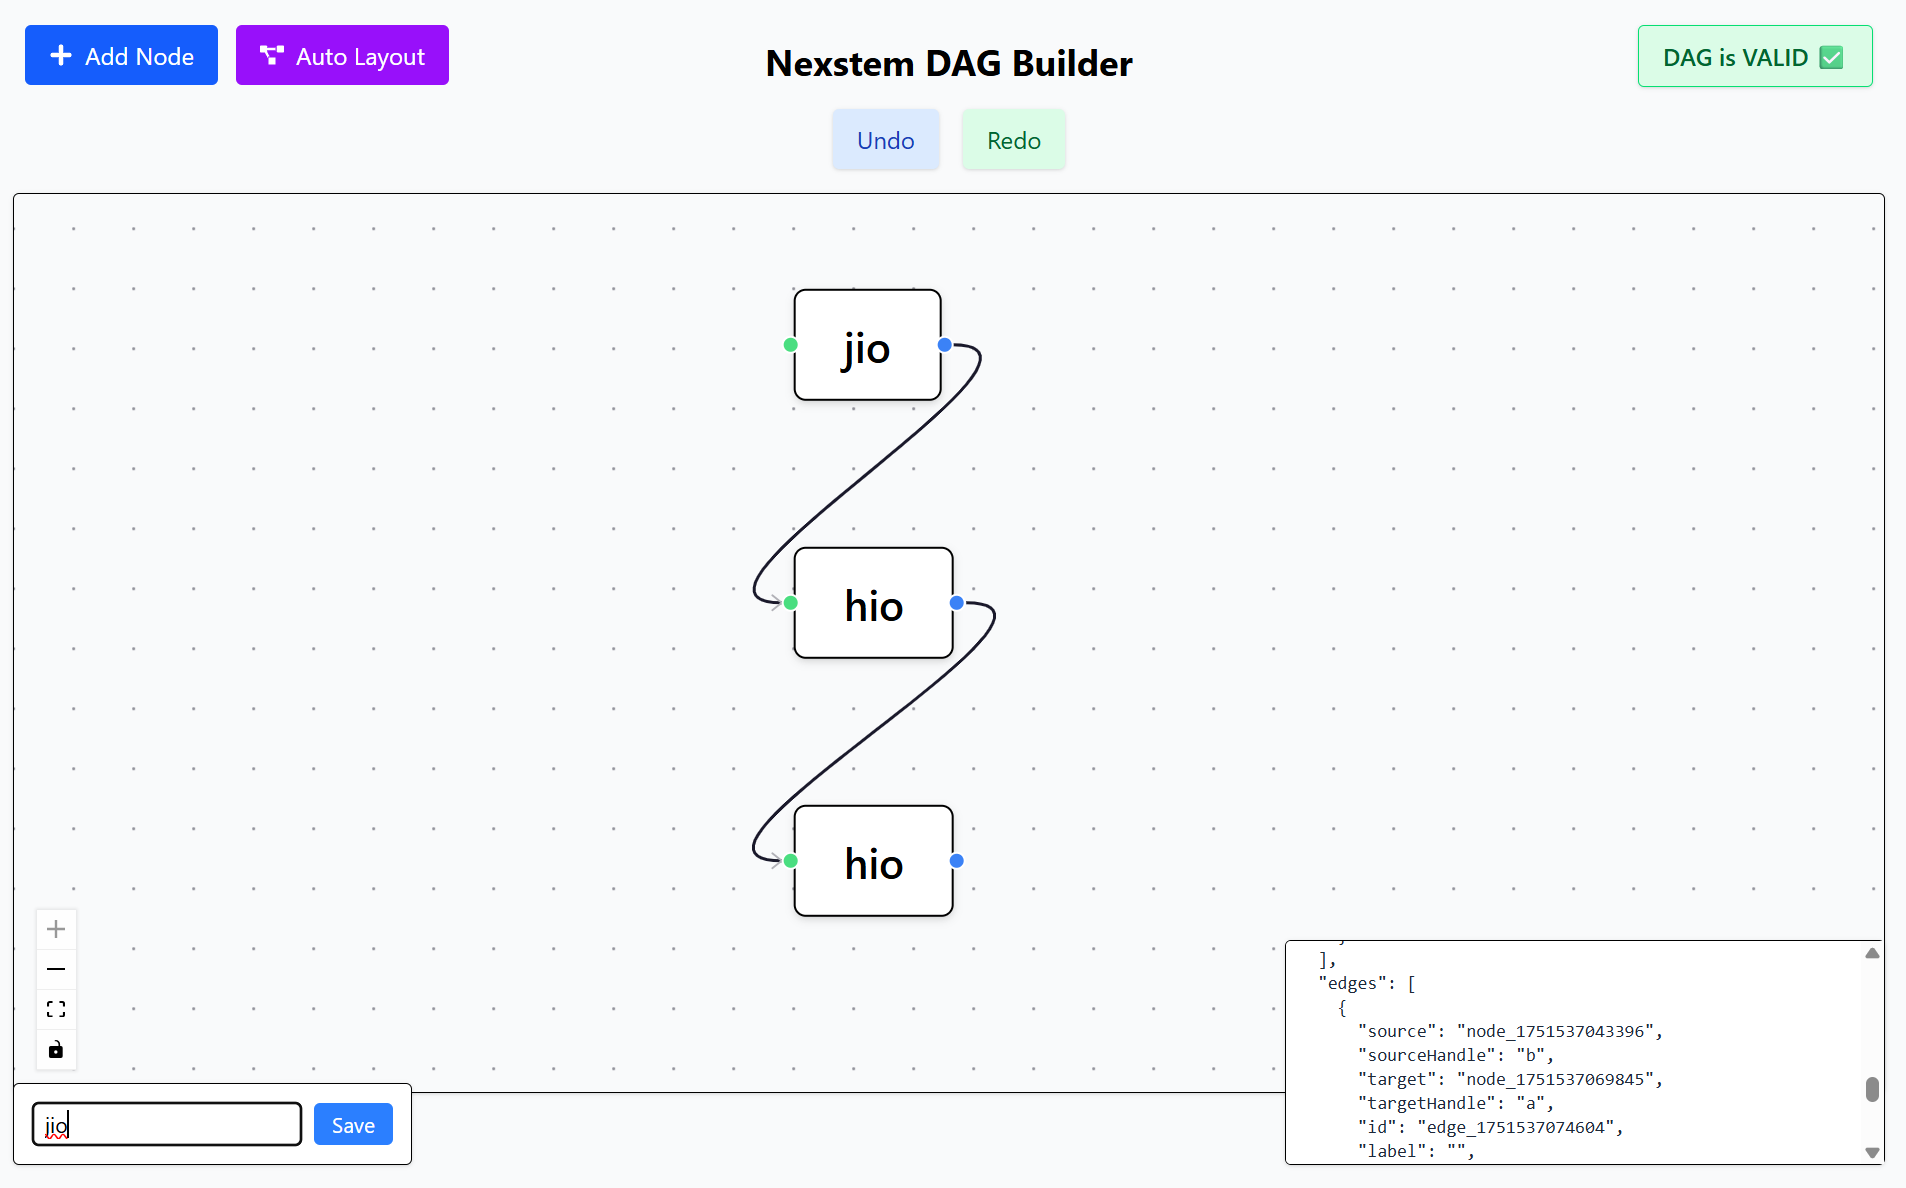 Add Node
Auto Layout
Nexstem DAG Builder
DAG is VALID ✅
Undo
Redo
jio
hio
hio
jio
Save
],
"edges": [
{
"source": "node_1751537043396",
"sourceHandle": "b",
"target": "node_1751537069845",
"targetHandle": "a",
"id": "edge_1751537074604",
"label": "",